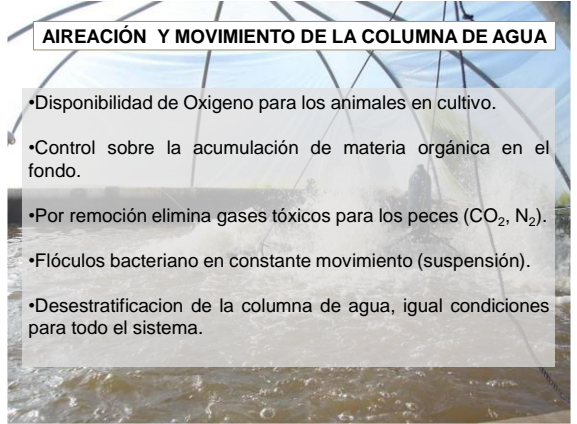 AIREACIÓN Y MOVIMIENTO DE LA COLUMNA DE AGUA
•Disponibilidad de Oxigeno para los animales en cultivo.
•Control sobre la acumulación de materia orgánica en el
fondo.
•Por remoción elimina gases tóxicos para los peces (CO₂, N₂).
•Flóculos bacteriano en constante movimiento (suspensión).
•Desestratificacion de la columna de agua, igual condiciones
para todo el sistema.